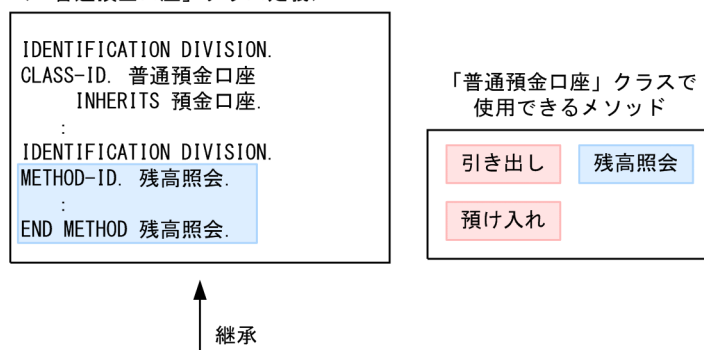 IDENTIFICATION DIVISION.
CLASS-ID. 普通預金口座
INHERITS 預金口座.
:
IDENTIFICATION DIVISION.
METHOD-ID. 残高照会.
:
END METHOD 残高照会.
「普通預金口座」クラスで
使用できるメソッド
引き出し
残高照会
預け入れ
継承